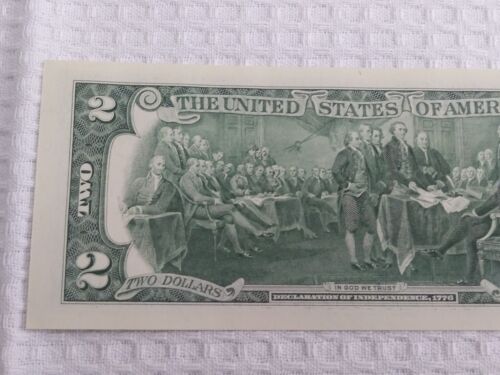 2
THE UNITED STATES OF AMER
TWO
2
TWO DOLLARS
IN GOD WE TRUST
DECLARATION OF INDEPENDENCE, 1776